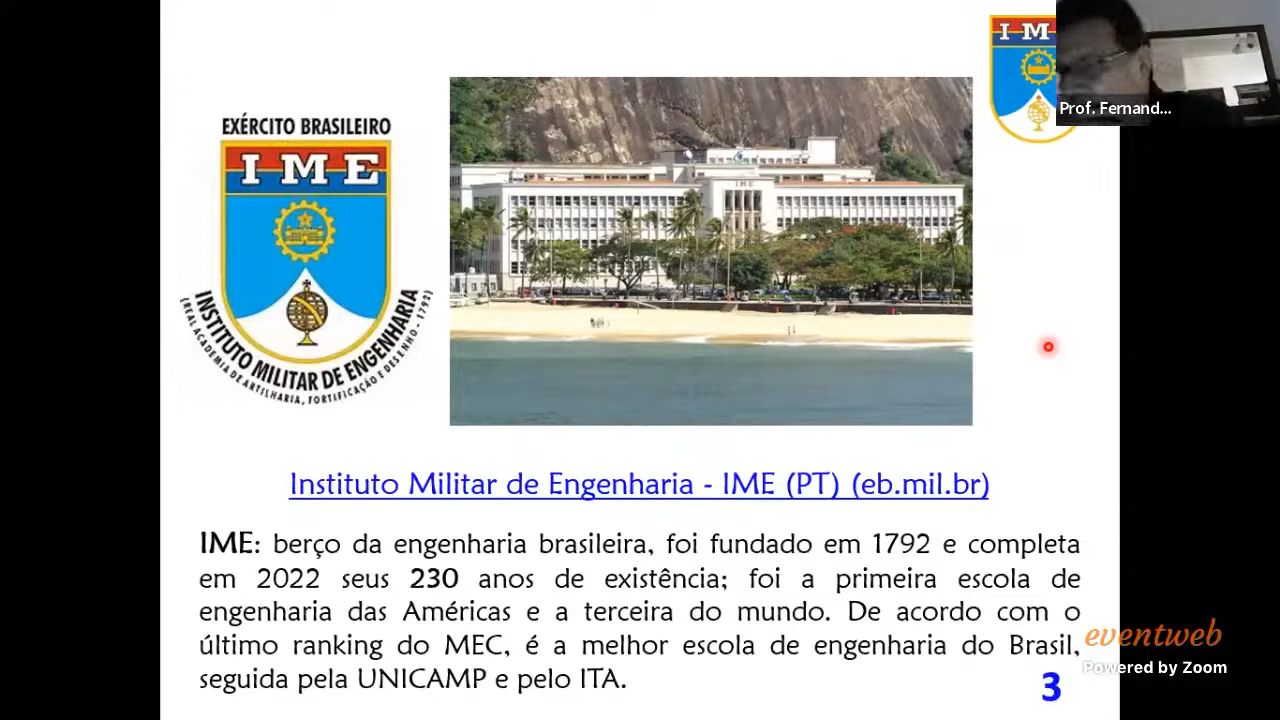 EXÉRCITO BRASILEIRO
IME
INSTITUTO MILITAR DE ENGENHARIA
(REAL ACADEMIA DE ARTILHARIA, FORTIFICAÇÃO E DESENHO - 1792)
IME
I M
Prof. Fernand...
Instituto Militar de Engenharia - IME (PT) (eb.mil.br)
IME: berço da engenharia brasileira, foi fundado em 1792 e completa
em 2022 seus 230 anos de existência; foi a primeira escola de
engenharia das Américas e a terceira do mundo. De acordo com o
último ranking do MEC, é a melhor escola de engenharia do Brasil,
seguida pela UNICAMP e pelo ITA.
eventweb
Powered by Zoom
3